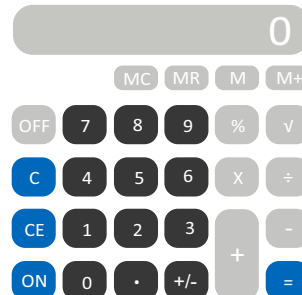 0
MC MR M M+
OFF 7 8 9 % √
C 4 5 6 X ÷
CE 1 2 3 -
+
ON 0 . +/- =